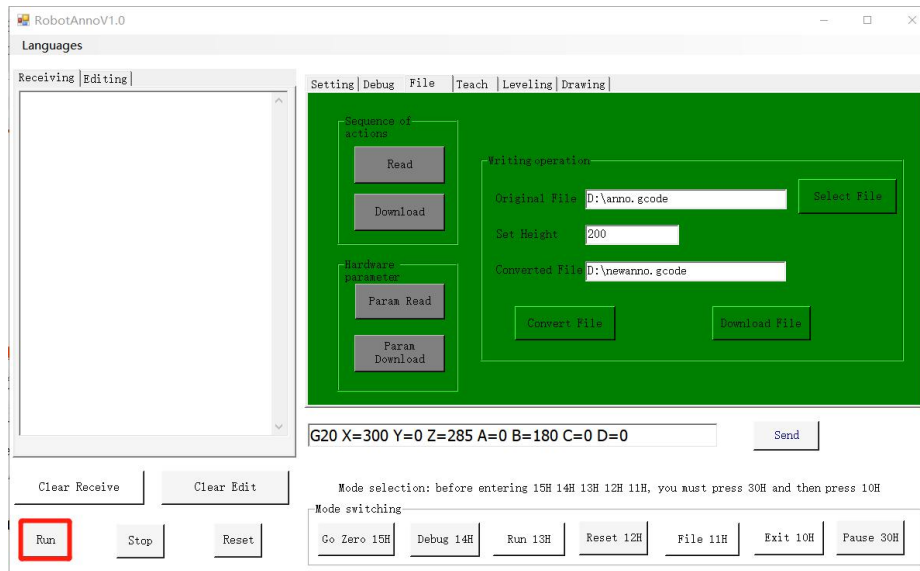 RobotAnnoV1.0
Languages
Receiving Editing
Setting Debug File Teach Leveling Drawing
Sequence of
actions
Read
Download
Hardware
parameter
Param Read
Param
Download
Writing operation
Original File D:\anno.gcode Select File
Set Height 200
Converted File D:\newanno.gcode
Convert File Download File
G20 X=300 Y=0 Z=285 A=0 B=180 C=0 D=0 Send
Clear Receive Clear Edit
Mode selection: before entering 15H 14H 13H 12H 11H, you must press 30H and then press 10H
Mode switching
Run Stop Reset
Go Zero 15H Debug 14H Run 13H Reset 12H File 11H Exit 10H Pause 30H